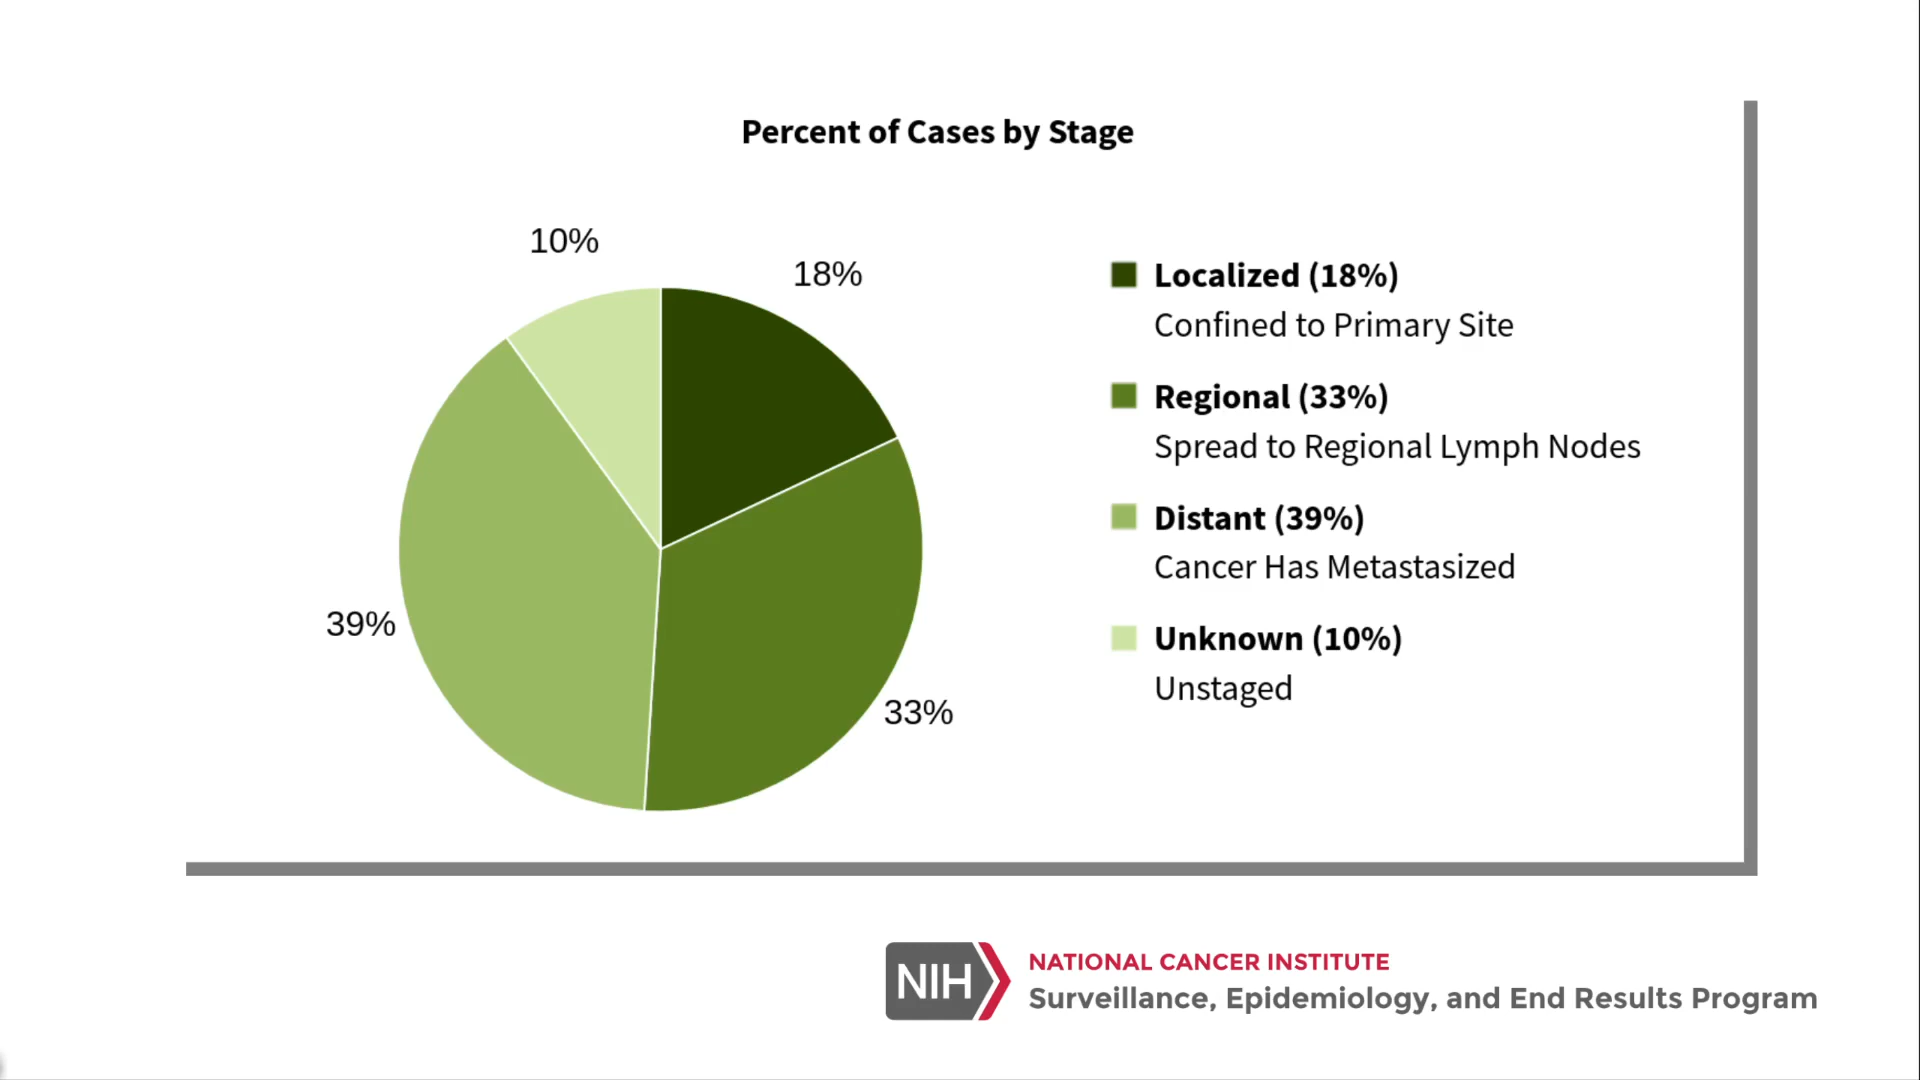 Percent of Cases by Stage
10%
18%
39%
33%
Localized (18%)
Confined to Primary Site
Regional (33%)
Spread to Regional Lymph Nodes
Distant (39%)
Cancer Has Metastasized
Unknown (10%)
Unstaged
NIH
NATIONAL CANCER INSTITUTE
Surveillance, Epidemiology, and End Results Program